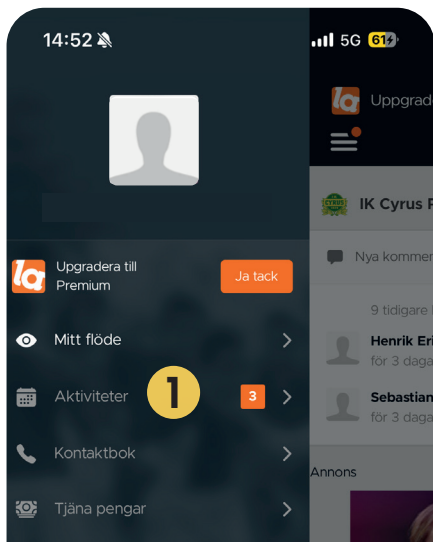 14:52
5G 61
Uppgrad
IK Cyrus P
Upgradera till
Premium
Ja tack
Nya kommen
9 tidigare
Mitt flöde
Henrik Eri
för 3 daga
Aktiviteter
1
3
Sebastian
för 3 daga
Kontaktbok
Annons
Tjäna pengar